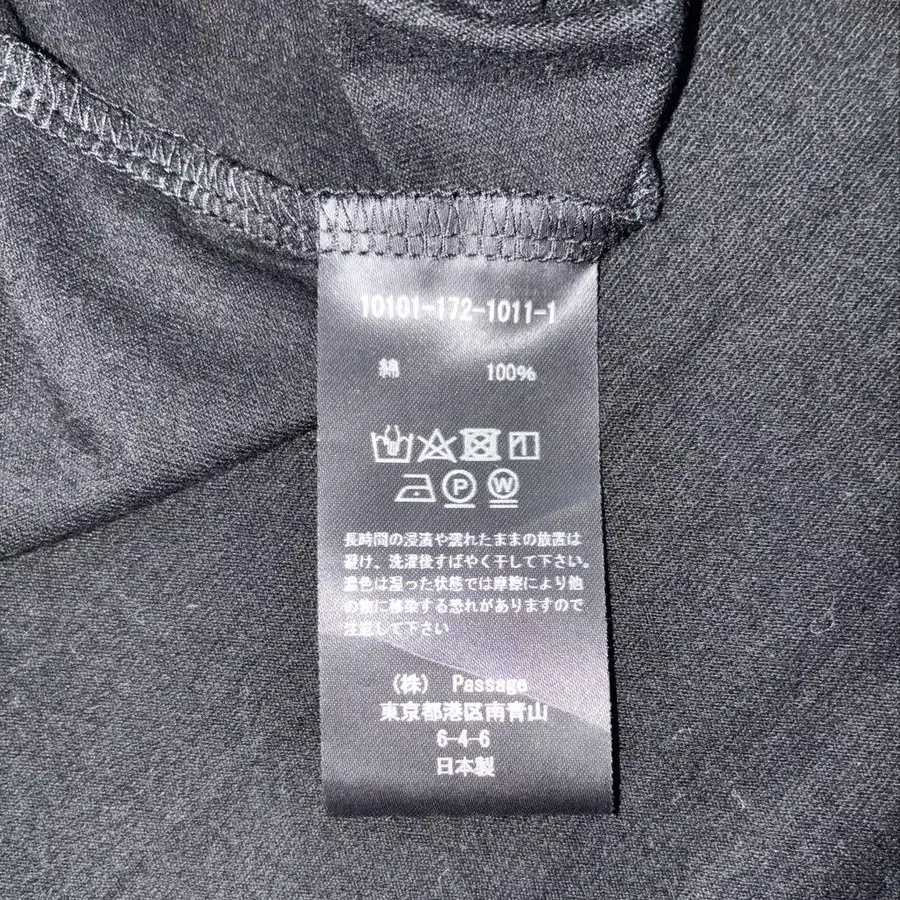 10101-172-1011-1
綿 100%
P W
長時間の浸漬や濡れたままの放置は
避け、洗濯後すばやく干して下さい。
濃色は湿った状態では摩擦により他
の物に移染する恐れがありますので
注意して下さい
(株) Passage
東京都港区南青山
6-4-6
日本製